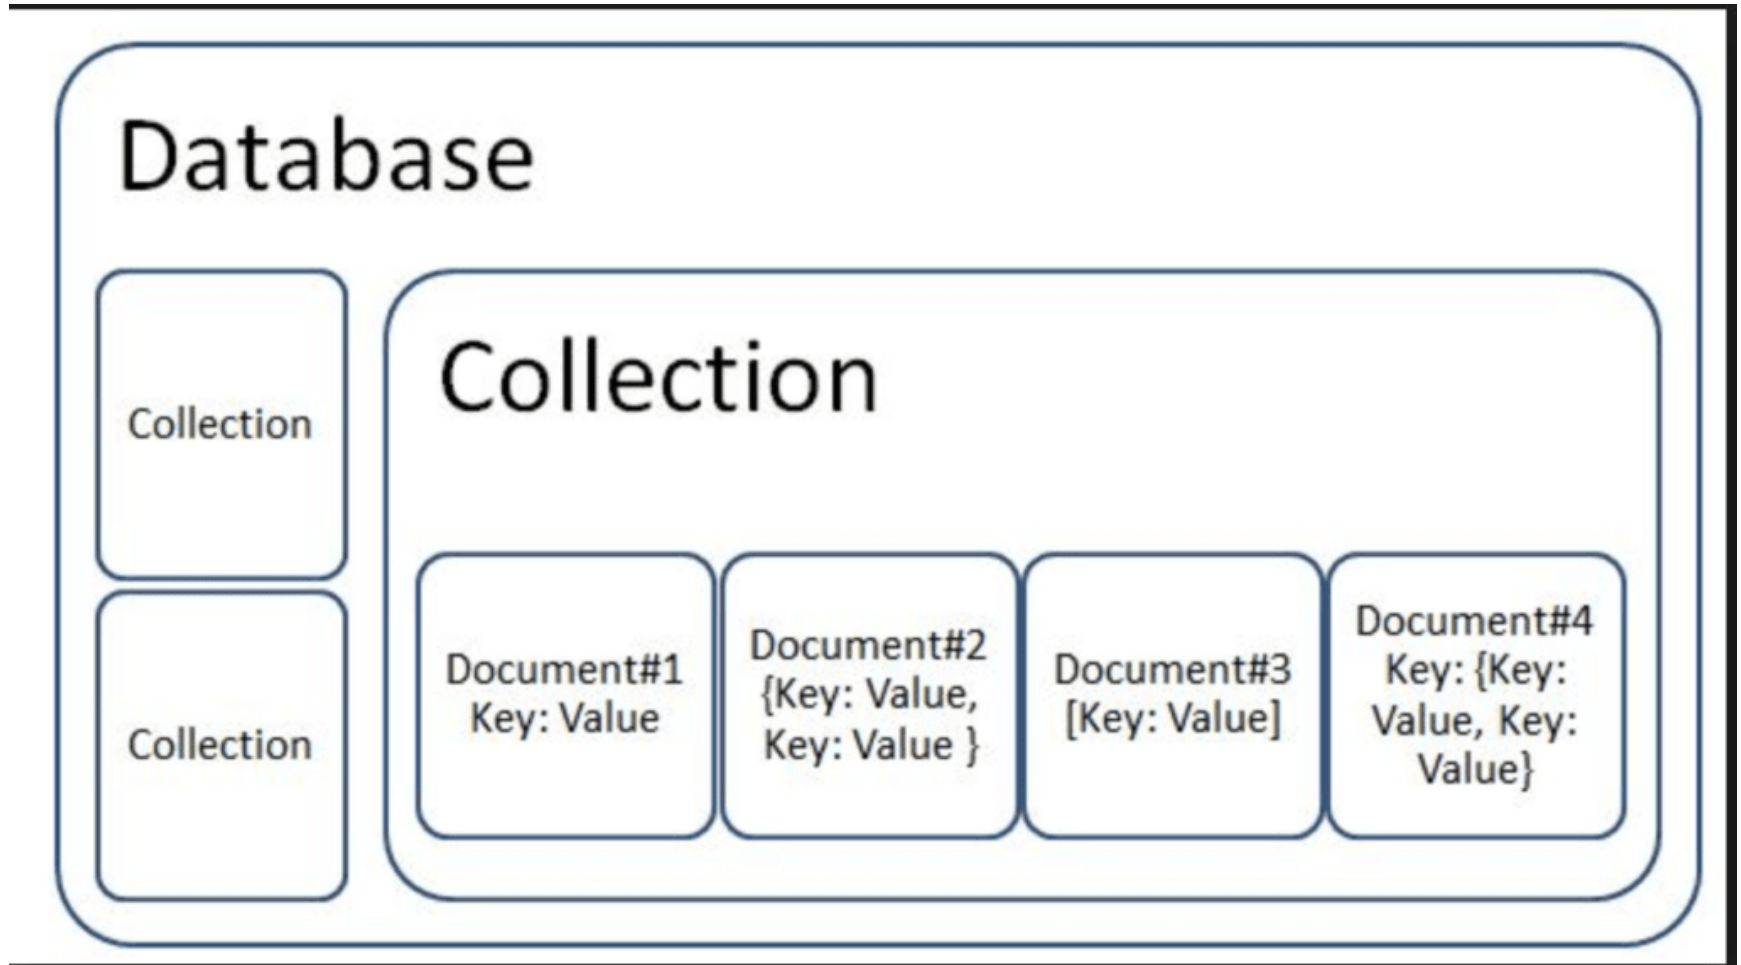 Database
Collection
Collection
Collection
Document#1
Key: Value
Document#2
{Key: Value,
Key: Value }
Document#3
[Key: Value]
Document#4
Key: {Key:
Value, Key:
Value}